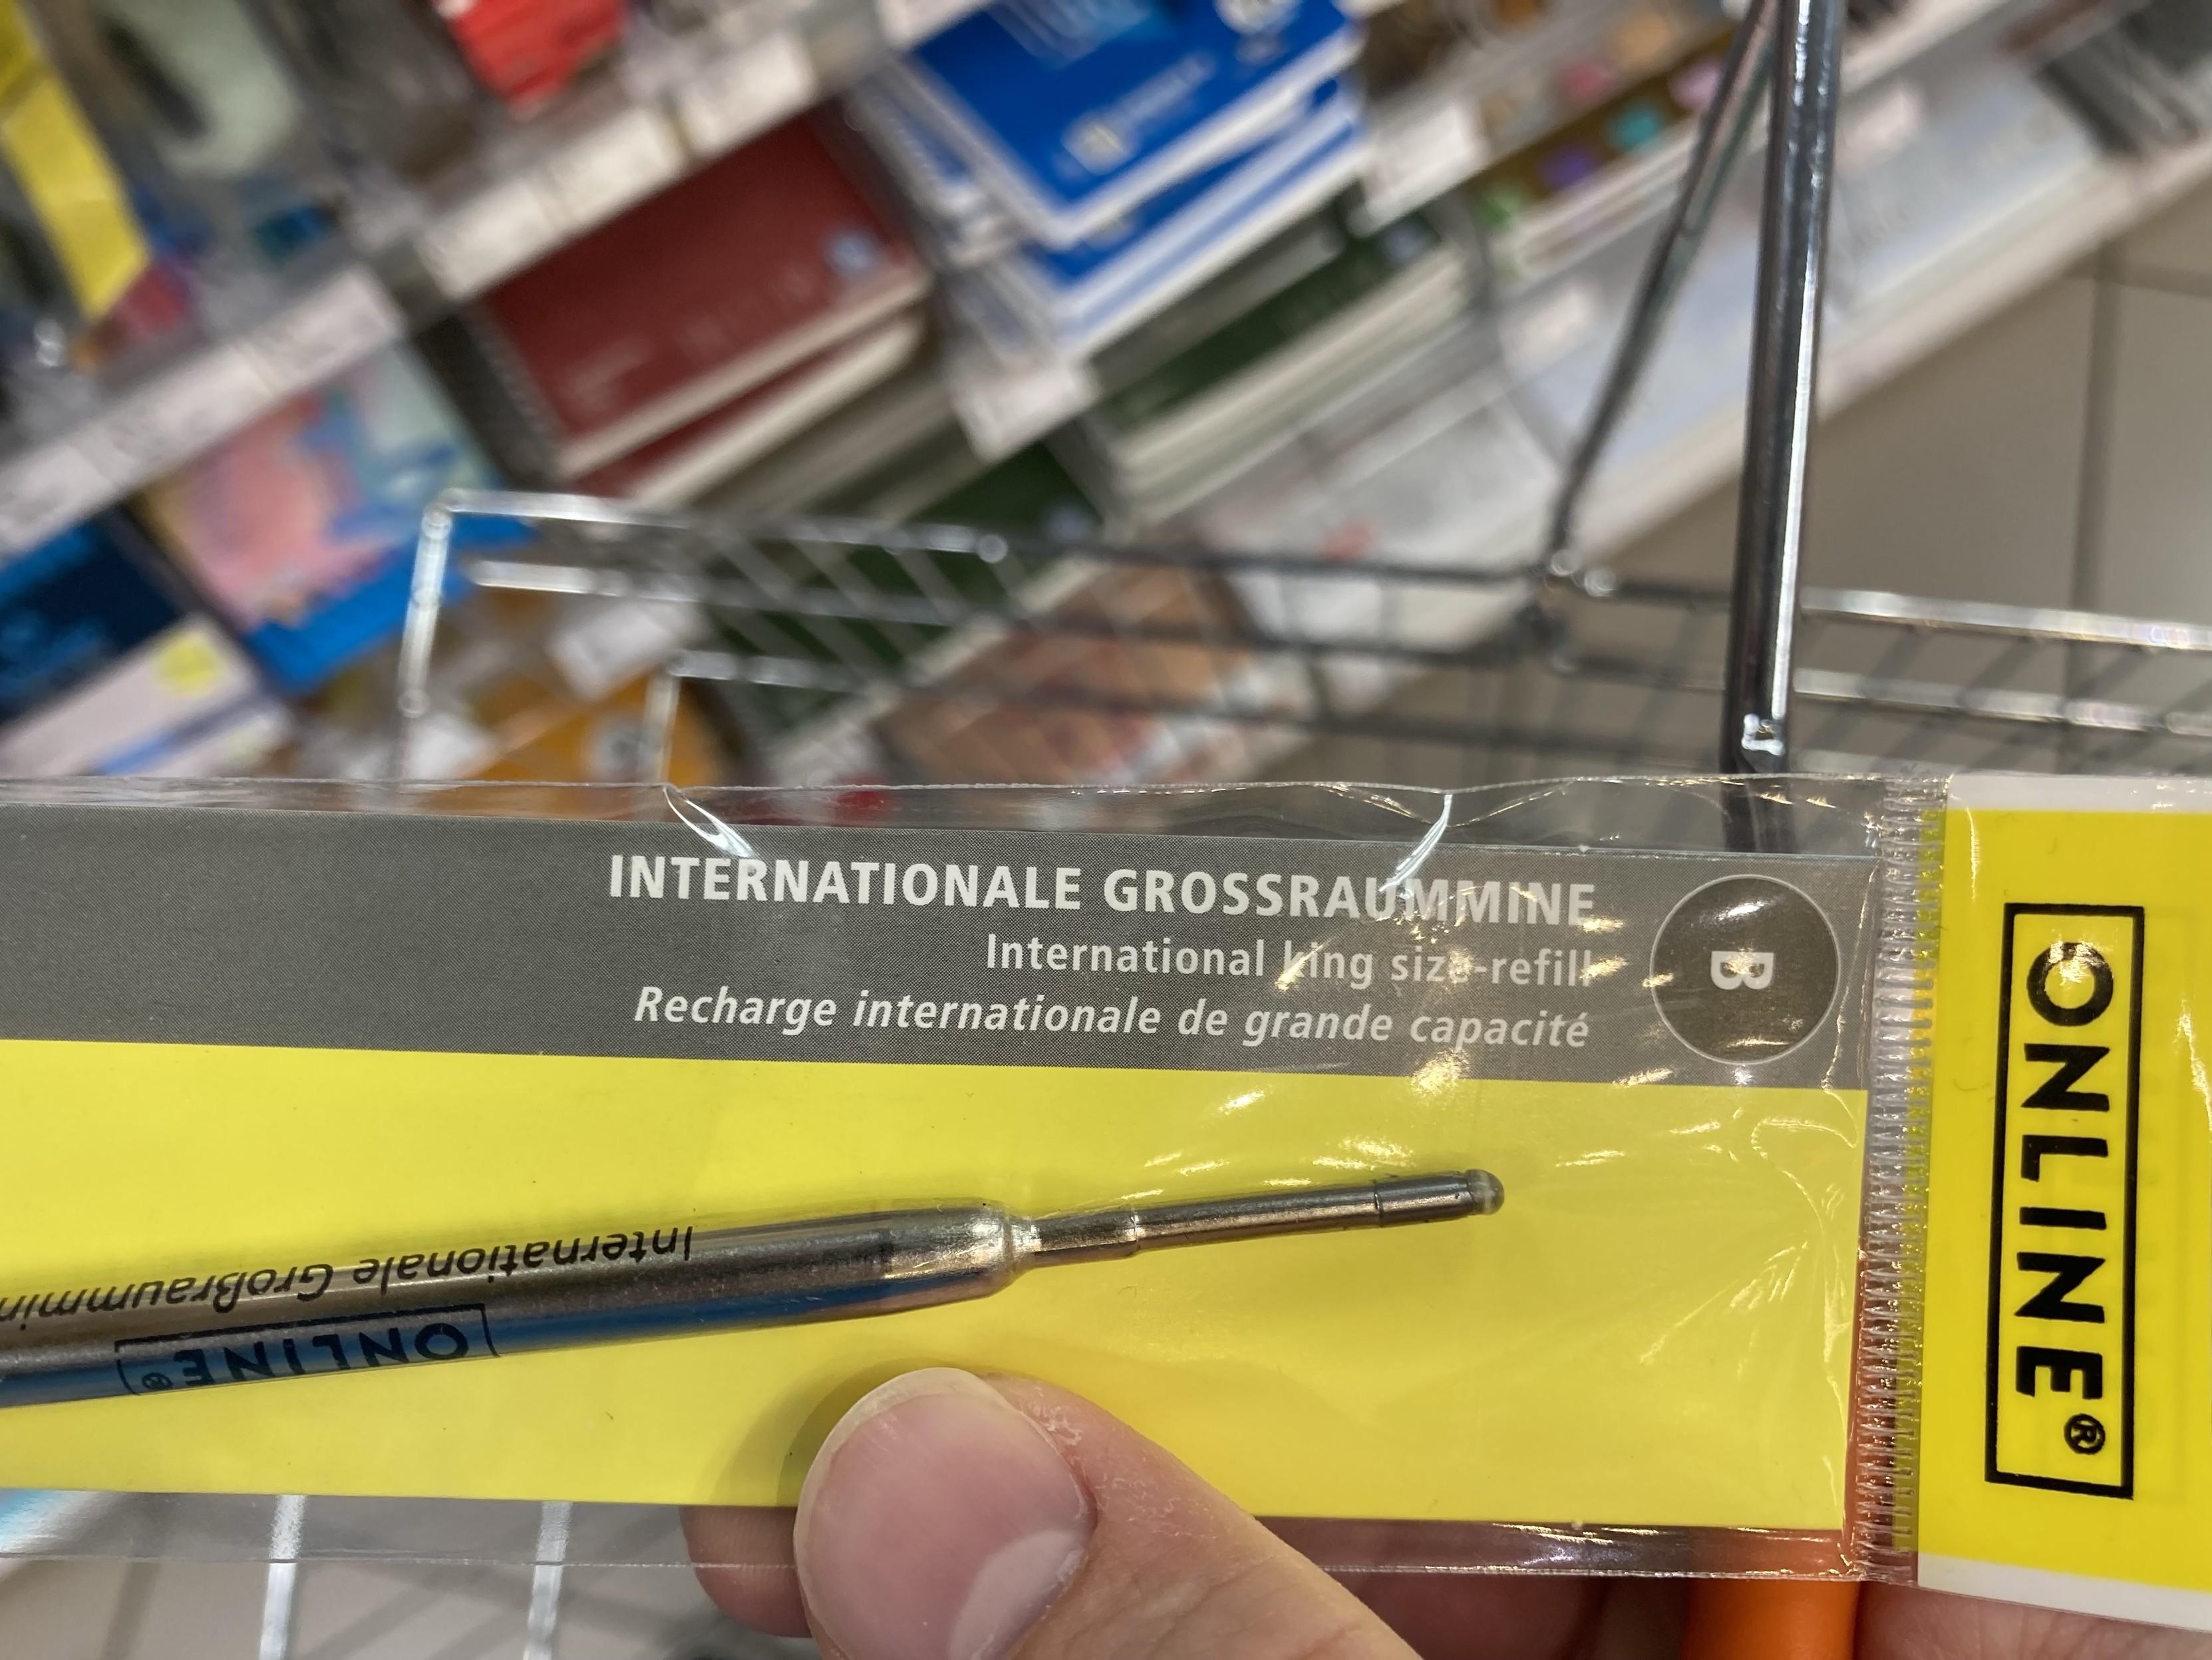 INTERNATIONALE GROSSRAUMMINE
International king size-refill
Recharge internationale de grande capacité
B
ONLINE®
Internationale Großraummin
ONLINE®